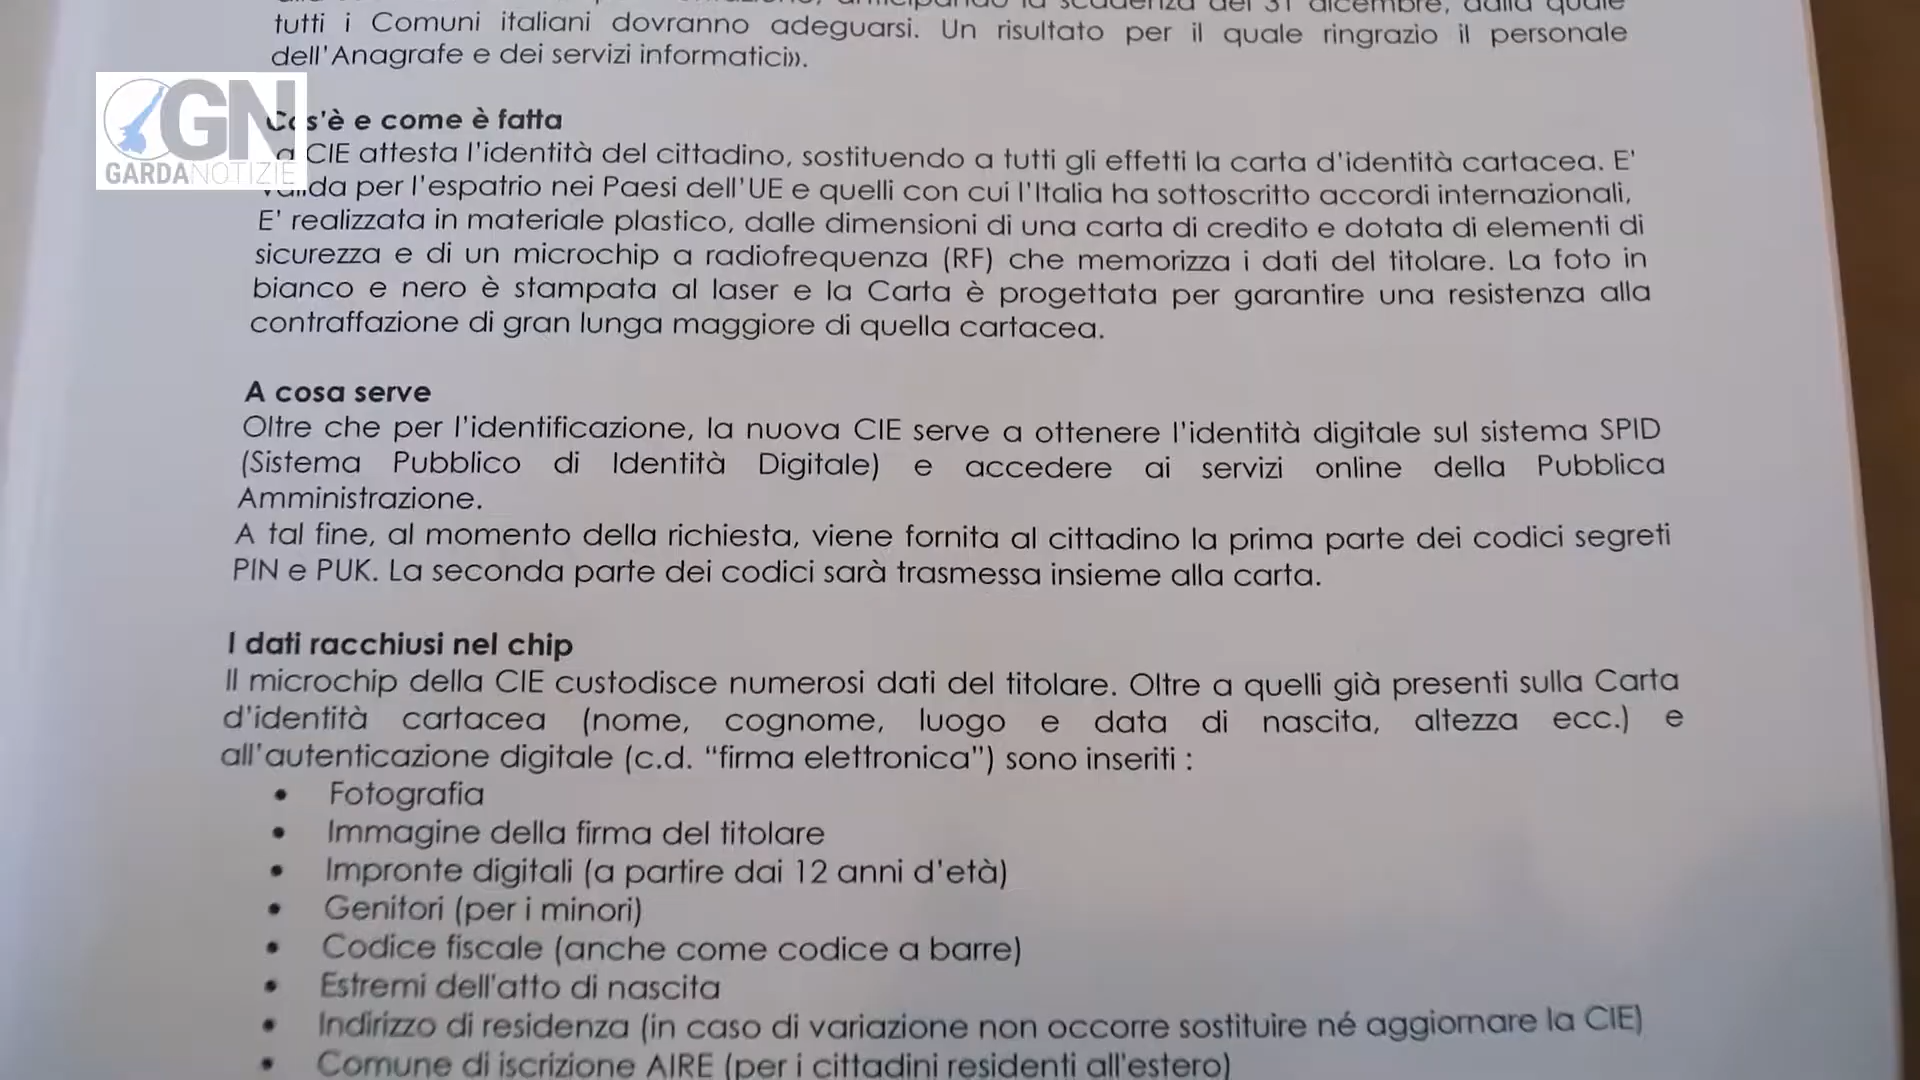 tutti i Comuni italiani dovranno adeguarsi. Un risultato per il quale ringrazio il personale
dell'Anagrafe e dei servizi informatici».
GN
GARDANOTIZIE
Cos'è e come è fatta
a CIE attesta l'identità del cittadino, sostituendo a tutti gli effetti la carta d'identità cartacea. E'
valida per l'espatrio nei Paesi dell'UE e quelli con cui l'Italia ha sottoscritto accordi internazionali,
E' realizzata in materiale plastico, dalle dimensioni di una carta di credito e dotata di elementi di
sicurezza e di un microchip a radiofrequenza (RF) che memorizza i dati del titolare. La foto in
bianco e nero è stampata al laser e la Carta è progettata per garantire una resistenza alla
contraffazione di gran lunga maggiore di quella cartacea.
A cosa serve
Oltre che per l'identificazione, la nuova CIE serve a ottenere l'identità digitale sul sistema SPID
(Sistema Pubblico di Identità Digitale) e accedere ai servizi online della Pubblica
Amministrazione.
A tal fine, al momento della richiesta, viene fornita al cittadino la prima parte dei codici segreti
PIN e PUK. La seconda parte dei codici sarà trasmessa insieme alla carta.
I dati racchiusi nel chip
Il microchip della CIE custodisce numerosi dati del titolare. Oltre a quelli già presenti sulla Carta
d'identità cartacea (nome, cognome, luogo e data di nascita, altezza ecc.) e
all'autenticazione digitale (c.d. "firma elettronica") sono inseriti :
• Fotografia
• Immagine della firma del titolare
• Impronte digitali (a partire dai 12 anni d'età)
• Genitori (per i minori)
• Codice fiscale (anche come codice a barre)
• Estremi dell'atto di nascita
• Indirizzo di residenza (in caso di variazione non occorre sostituire né aggiornare la CIE)
• Comune di iscrizione AIRE (per i cittadini residenti all'estero)